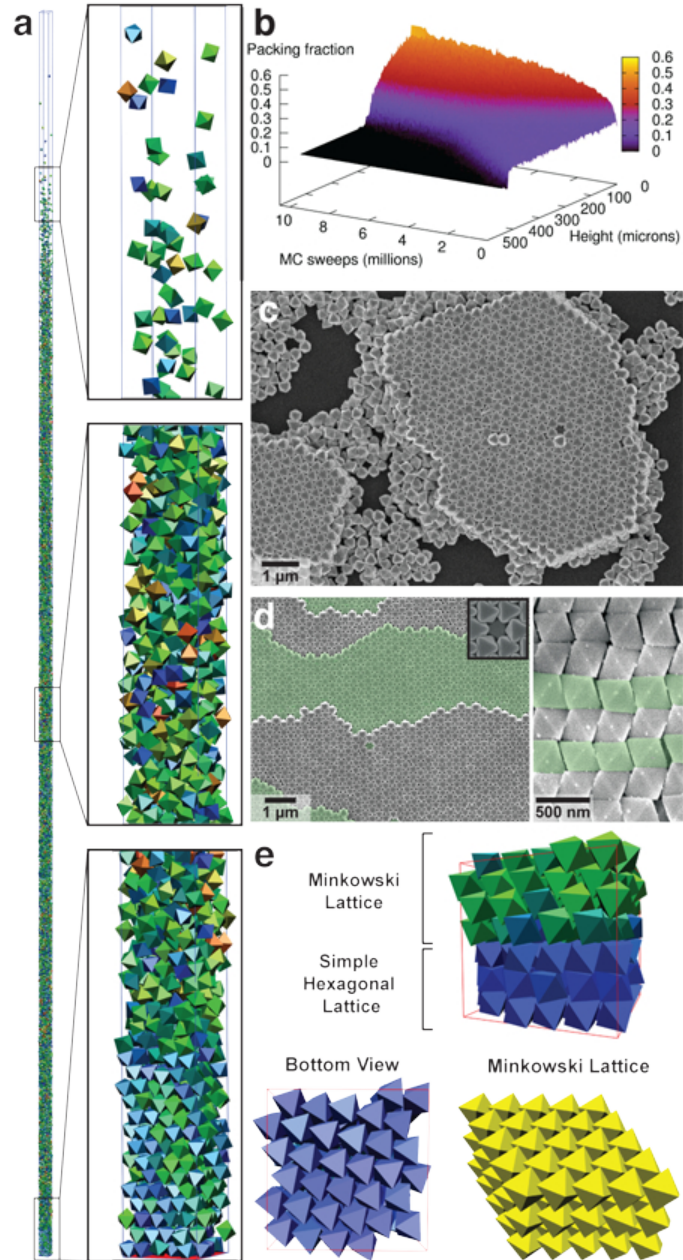 a
b
Packing fraction
0.6
0.5
0.4
0.3
0.2
0.1
0
0.6
0.5
0.4
0.3
0.2
0.1
0
10
8
6
4
2
0
MC sweeps (millions)
500
400
300
200
100
0
Height (microns)
c
1 µm
d
1 µm
500 nm
e
Minkowski
Lattice
Simple
Hexagonal
Lattice
Bottom View
Minkowski Lattice